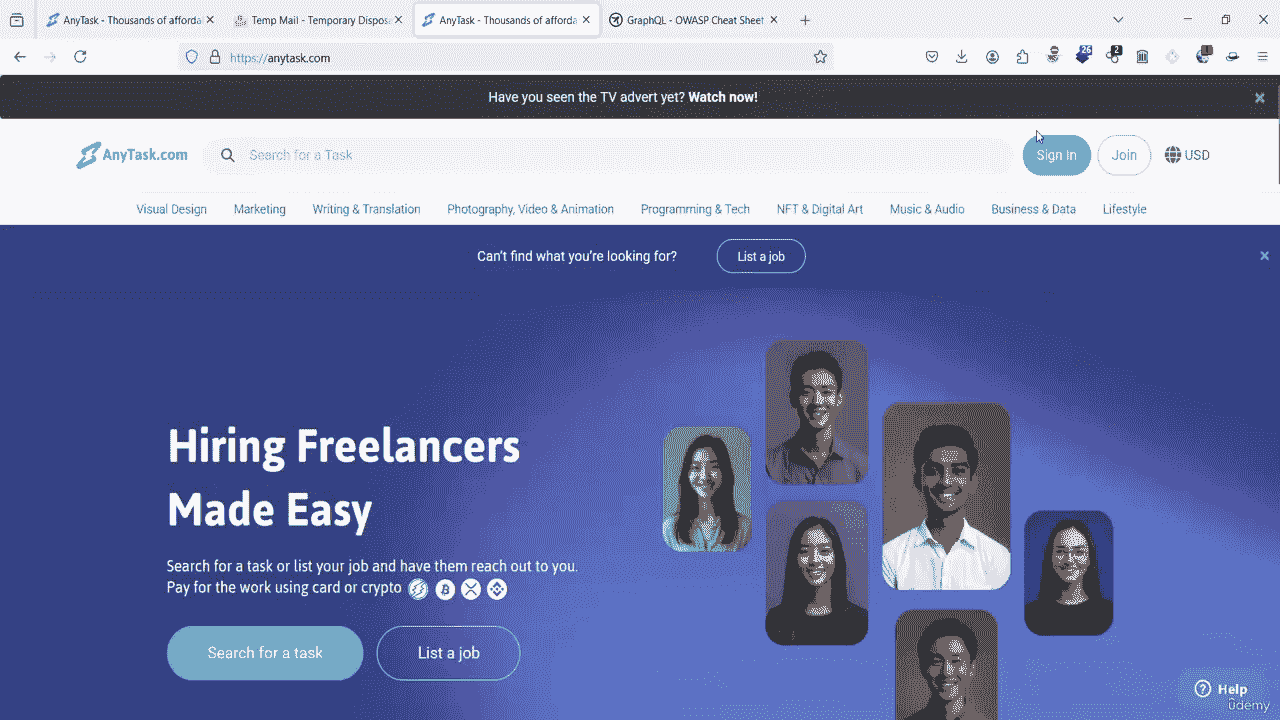 AnyTask - Thousands of afforda
Temp Mail - Temporary Dispos
AnyTask - Thousands of afforda
GraphQL - OWASP Cheat Sheet
https://anytask.com
26
2
1
Have you seen the TV advert yet? Watch now!
AnyTask.com
Search for a Task
Sign In
Join
USD
Visual Design
Marketing
Writing & Translation
Photography, Video & Animation
Programming & Tech
NFT & Digital Art
Music & Audio
Business & Data
Lifestyle
Can't find what you're looking for?
List a job
Hiring Freelancers
Made Easy
Search for a task or list your job and have them reach out to you.
Pay for the work using card or crypto
Search for a task
List a job
Help
udemy